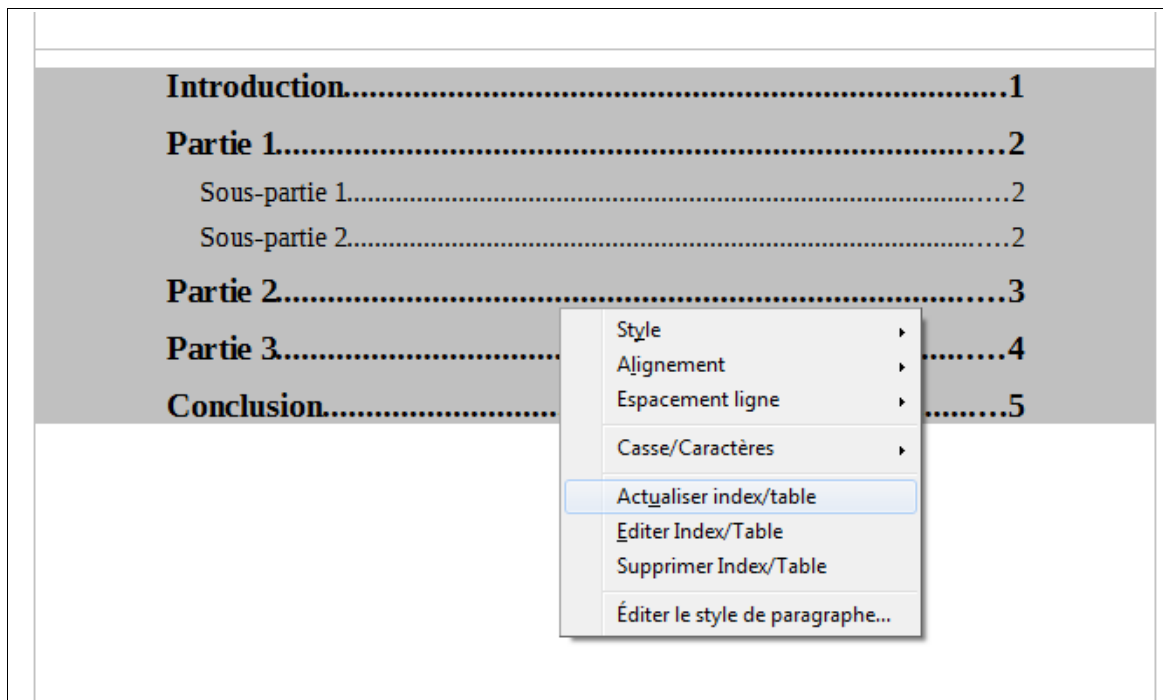 Introduction.......................................................................................1
Partie 1................................................................................................2
Sous-partie 1........................................................................................2
Sous-partie 2........................................................................................2
Partie 2................................................................................................3
Partie 3................................................................................................4
Conclusion..........................................................................................5
Style
Alignement
Espacement ligne
Casse/Caractères
Actualiser index/table
Editer Index/Table
Supprimer Index/Table
Éditer le style de paragraphe...